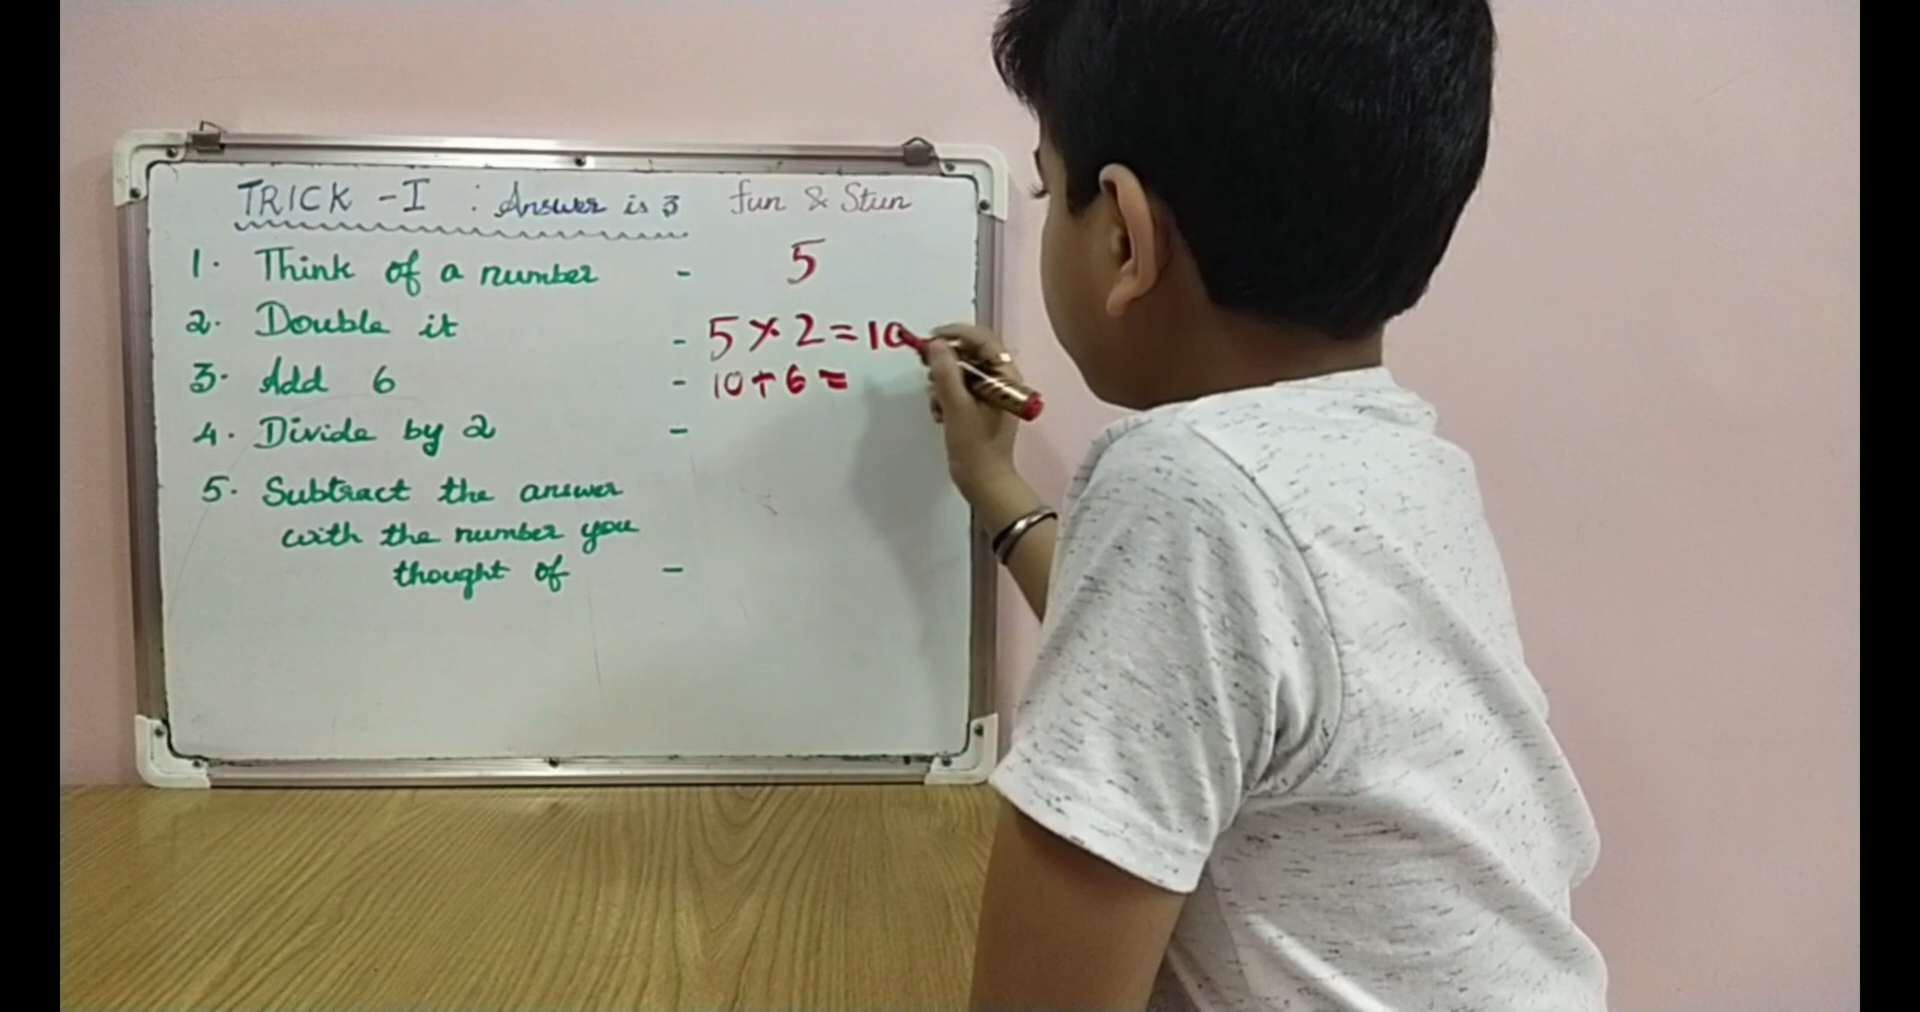 TRICK - I : Answer is 3 fun & Stun
1. Think of a number - 5
2. Double it - 5 × 2 = 10
3. Add 6 - 10 + 6 =
4. Divide by 2 -
5. Subtract the answer
with the number you
thought of -